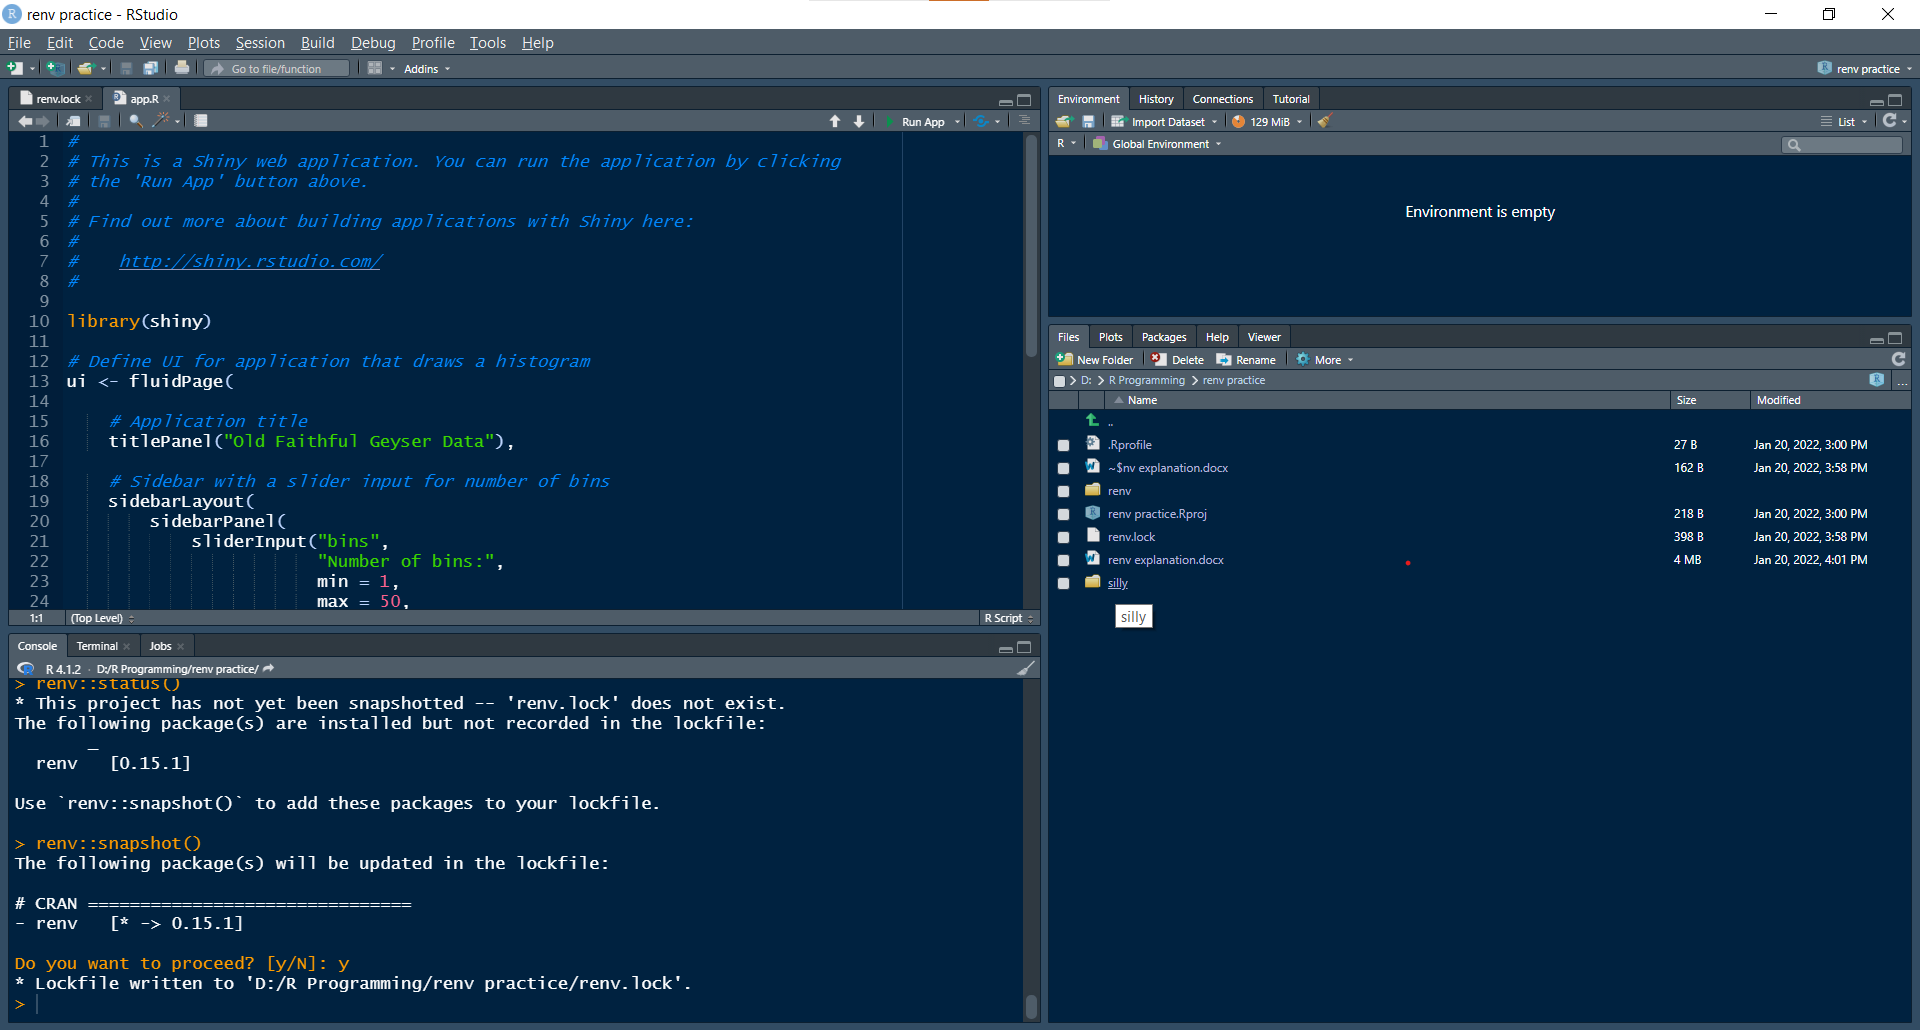 renv practice - RStudio
File Edit Code View Plots Session Build Debug Profile Tools Help
Go to file/function Addins renv practice
renv.lock app.R
Run App
1 #
2 # This is a Shiny web application. You can run the application by clicking
3 # the 'Run App' button above.
4 #
5 # Find out more about building applications with Shiny here:
6 #
7 # http://shiny.rstudio.com/
8 #
9
10 library(shiny)
11
12 # Define UI for application that draws a histogram
13 ui <- fluidPage(
14
15 # Application title
16 titlePanel("Old Faithful Geyser Data"),
17
18 # Sidebar with a slider input for number of bins
19 sidebarLayout(
20 sidebarPanel(
21 sliderInput("bins",
22 "Number of bins:",
23 min = 1,
24 max = 50,
1:1 (Top Level) R Script
Console Terminal Jobs
R 4.1.2 · D:/R Programming/renv practice/
> renv::status()
* This project has not yet been snapshotted -- 'renv.lock' does not exist.
The following package(s) are installed but not recorded in the lockfile:
_
renv [0.15.1]
Use `renv::snapshot()` to add these packages to your lockfile.
> renv::snapshot()
The following package(s) will be updated in the lockfile:
# CRAN ===============================
- renv [* -> 0.15.1]
Do you want to proceed? [y/N]: y
* Lockfile written to 'D:/R Programming/renv practice/renv.lock'.
>
Environment History Connections Tutorial
Import Dataset 129 MiB List
R Global Environment
Environment is empty
Files Plots Packages Help Viewer
New Folder Delete Rename More
D: > R Programming > renv practice ...
Name Size Modified
..
.Rprofile 27 B Jan 20, 2022, 3:00 PM
~$nv explanation.docx 162 B Jan 20, 2022, 3:58 PM
renv
renv practice.Rproj 218 B Jan 20, 2022, 3:00 PM
renv.lock 398 B Jan 20, 2022, 3:58 PM
renv explanation.docx 4 MB Jan 20, 2022, 4:01 PM
silly
silly